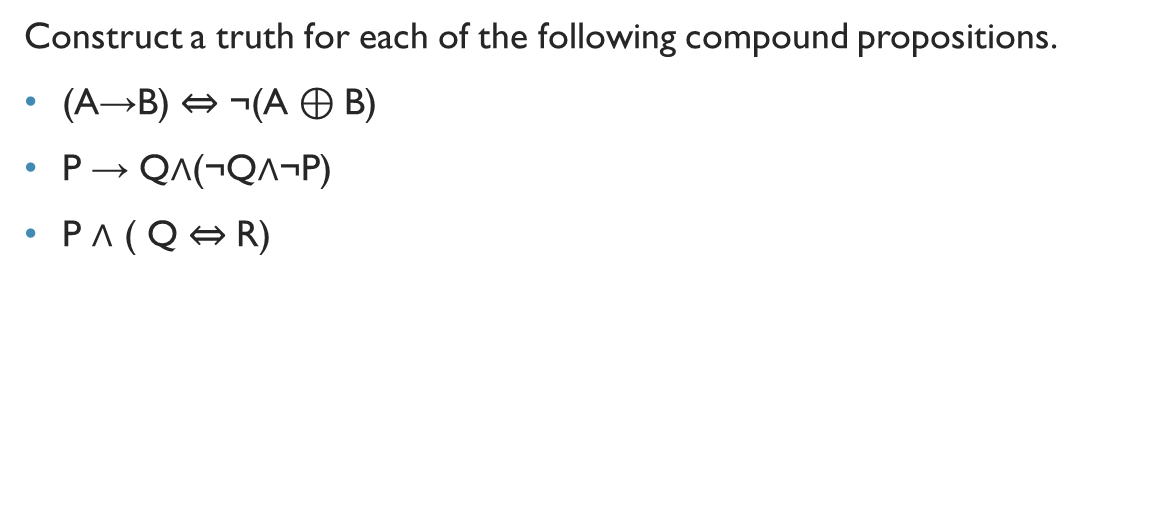 Construct a truth for each of the following compound propositions.
• (A→B) ⇔ ¬(A ⊕ B)
• P → Q∧(¬Q∧¬P)
• P ∧ ( Q ⇔ R)